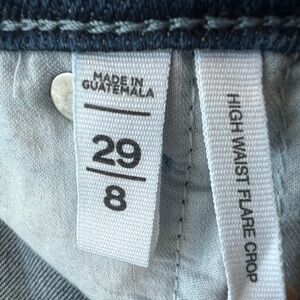 MADE IN
GUATEMALA
29
8
HIGH WAIST FLARE CROP